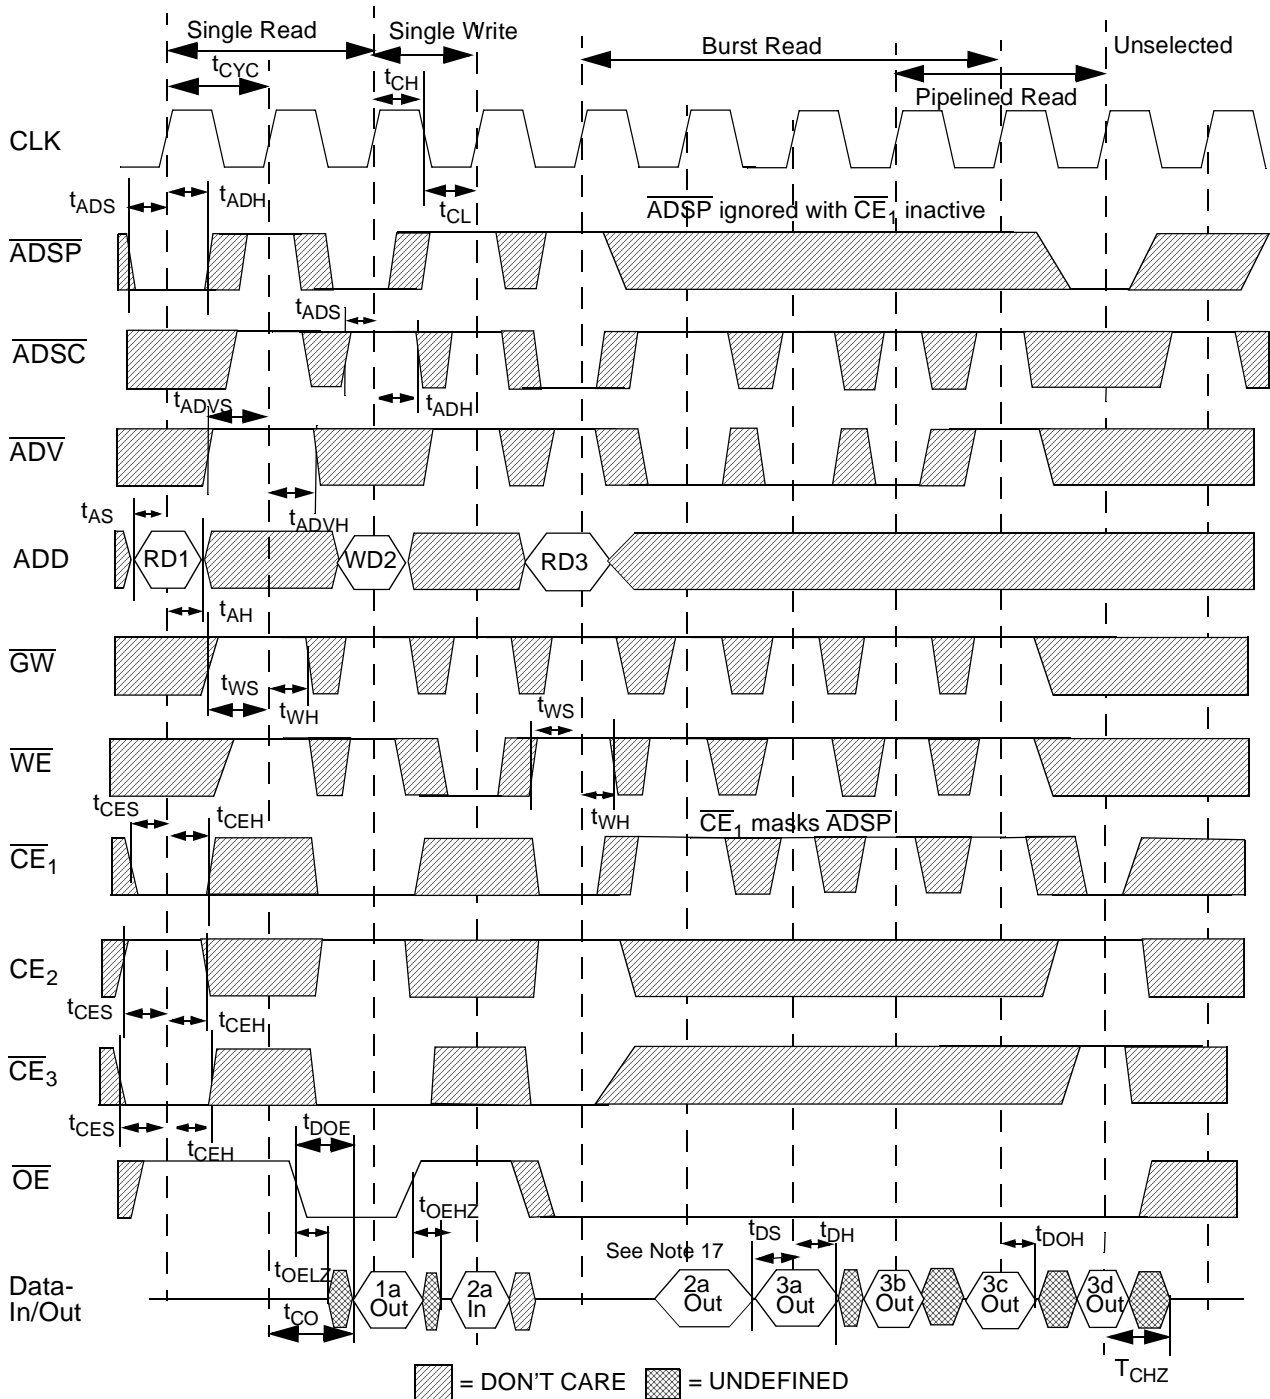 Single Read
Single Write
Burst Read
Unselected
tCYC
tCH
Pipelined Read
CLK
tADS
tADH
tCL
ADSP ignored with CE1 inactive
ADSP
tADS
ADSC
tADVS
tADH
ADV
tAS
tADVH
ADD
RD1
WD2
RD3
tAH
GW
tWS
tWH
tWS
WE
tCES
tCEH
tWH
CE1 masks ADSP
CE1
CE2
tCES
tCEH
CE3
tCES
tCEH
tDOE
OE
tOEHZ
See Note 17
tDS
tDH
tDOH
tOELZ
Data-
In/Out
1a
Out
2a
In
2a
Out
3a
Out
3b
Out
3c
Out
3d
Out
tCO
TCHZ
= DON'T CARE
= UNDEFINED